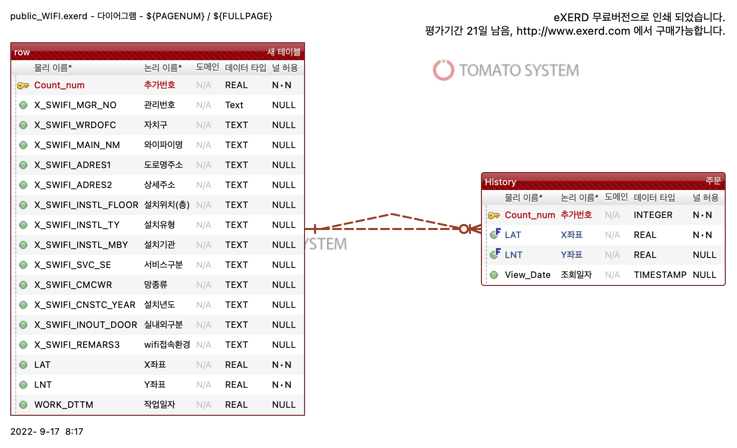 public_WIFI.exerd - 다이어그램 - ${PAGENUM} / ${FULLPAGE}
eXERD 무료버전으로 인쇄 되었습니다.
평가기간 21일 남음, http://www.exerd.com 에서 구매가능합니다.
TOMATO SYSTEM
row 새 테이블
물리 이름* 논리 이름* 도메인 데이터 타입 널 허용
Count_num 추가번호 N/A REAL N·N
X_SWIFI_MGR_NO 관리번호 N/A Text NULL
X_SWIFI_WRDOFC 자치구 N/A TEXT NULL
X_SWIFI_MAIN_NM 와이파이명 N/A TEXT NULL
X_SWIFI_ADRES1 도로명주소 N/A TEXT NULL
X_SWIFI_ADRES2 상세주소 N/A TEXT NULL
X_SWIFI_INSTL_FLOOR 설치위치(층) N/A TEXT NULL
X_SWIFI_INSTL_TY 설치유형 N/A TEXT NULL
X_SWIFI_INSTL_MBY 설치기관 N/A TEXT NULL
X_SWIFI_SVC_SE 서비스구분 N/A TEXT NULL
X_SWIFI_CMCWR 망종류 N/A TEXT NULL
X_SWIFI_CNSTC_YEAR 설치년도 N/A TEXT NULL
X_SWIFI_INOUT_DOOR 실내외구분 N/A TEXT NULL
X_SWIFI_REMARS3 wifi접속환경 N/A TEXT NULL
LAT X좌표 N/A REAL N·N
LNT Y좌표 N/A REAL N·N
WORK_DTTM 작업일자 N/A REAL NULL
YSTEM
History 주문
물리 이름* 논리 이름* 도메인 데이터 타입 널 허용
Count_num 추가번호 N/A INTEGER N·N
F LAT X좌표 N/A REAL N·N
F LNT Y좌표 N/A REAL NULL
View_Date 조회일자 N/A TIMESTAMP NULL
2022- 9-17 8:17